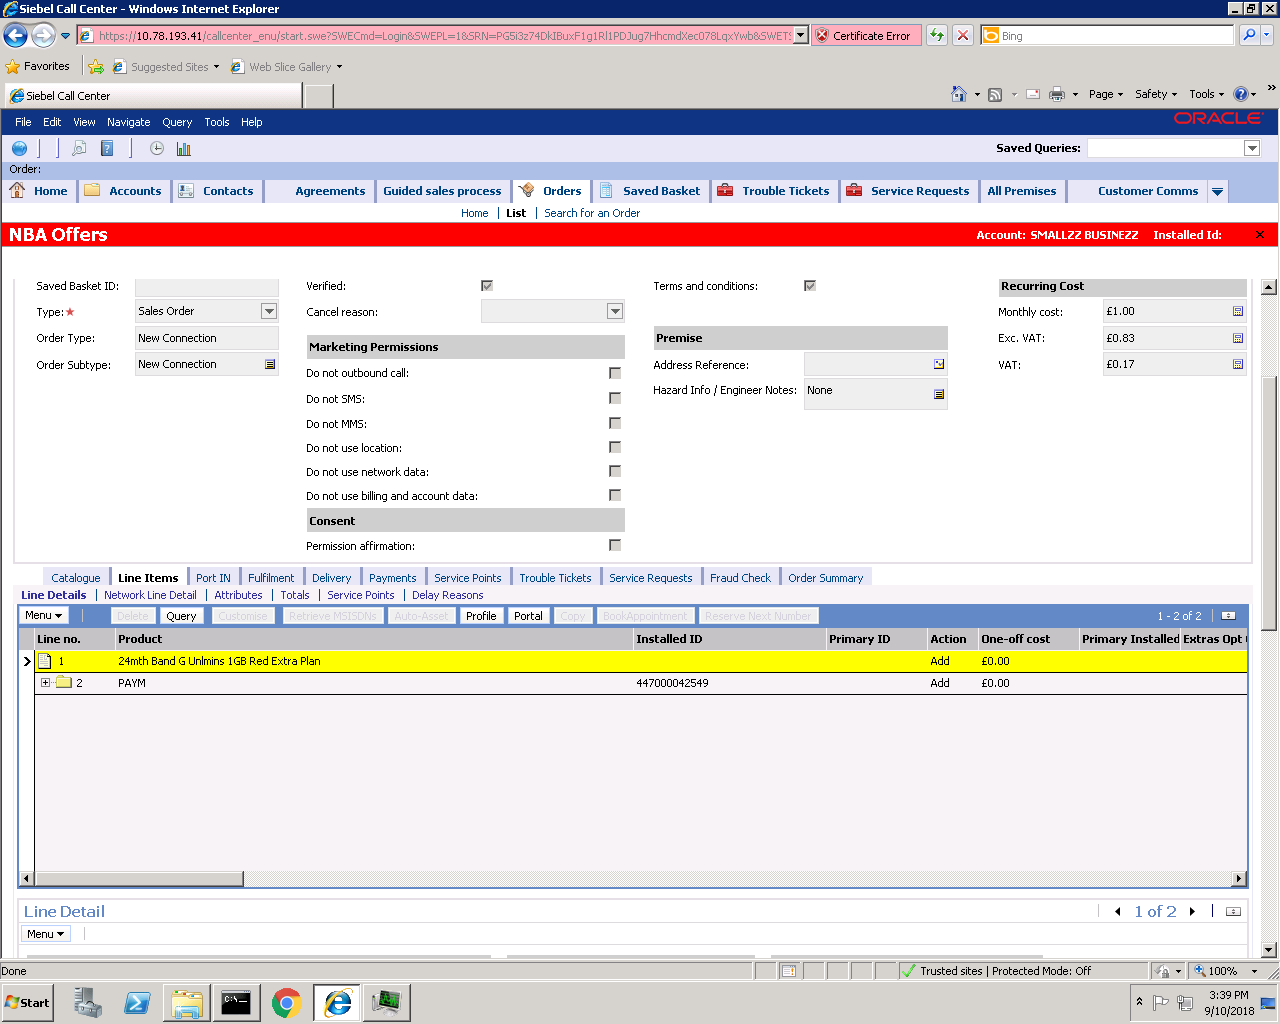 Siebel Call Center - Windows Internet Explorer
https://10.78.193.41/callcenter_enu/start.swe?SWECmd=Login&SWEPL=1&SRN= Certificate Error Bing
Favorites Suggested Sites Web Slice Gallery
Siebel Call Center Page Safety Tools
File Edit View Navigate Query Tools Help ORACLE
Saved Queries:
Order:
Home Accounts Contacts Agreements Guided sales process Orders Saved Basket Trouble Tickets Service Requests All Premises Customer Comms
Home List Search for an Order
NBA Offers Account: SMALLZZ BUSINEZZ Installed Id:
Saved Basket ID: Verified: Terms and conditions: Recurring Cost
Type:★ Sales Order Cancel reason: Monthly cost: £1.00
Order Type: New Connection Marketing Permissions Premise Exc. VAT: £0.83
Order Subtype: New Connection Do not outbound call: Address Reference: VAT: £0.17
Do not SMS: Hazard Info / Engineer Notes: None
Do not MMS:
Do not use location:
Do not use network data:
Do not use billing and account data:
Consent
Permission affirmation:
Catalogue Line Items Port IN Fulfilment Delivery Payments Service Points Trouble Tickets Service Requests Fraud Check Order Summary
Line Details Network Line Detail Attributes Totals Service Points Delay Reasons
Menu Delete Query Customise Retrieve MSISDNs Auto-Asset Profile Portal Copy BookAppointment Reserve Next Number 1 - 2 of 2
Line no. Product Installed ID Primary ID Action One-off cost Primary Installed Extras Opt
1 24mth Band G Unlmins 1GB Red Extra Plan Add £0.00
2 PAYM 447000042549 Add £0.00
Line Detail 1 of 2
Menu
Done Trusted sites | Protected Mode: Off 100%
Start 3:39 PM
9/10/2018